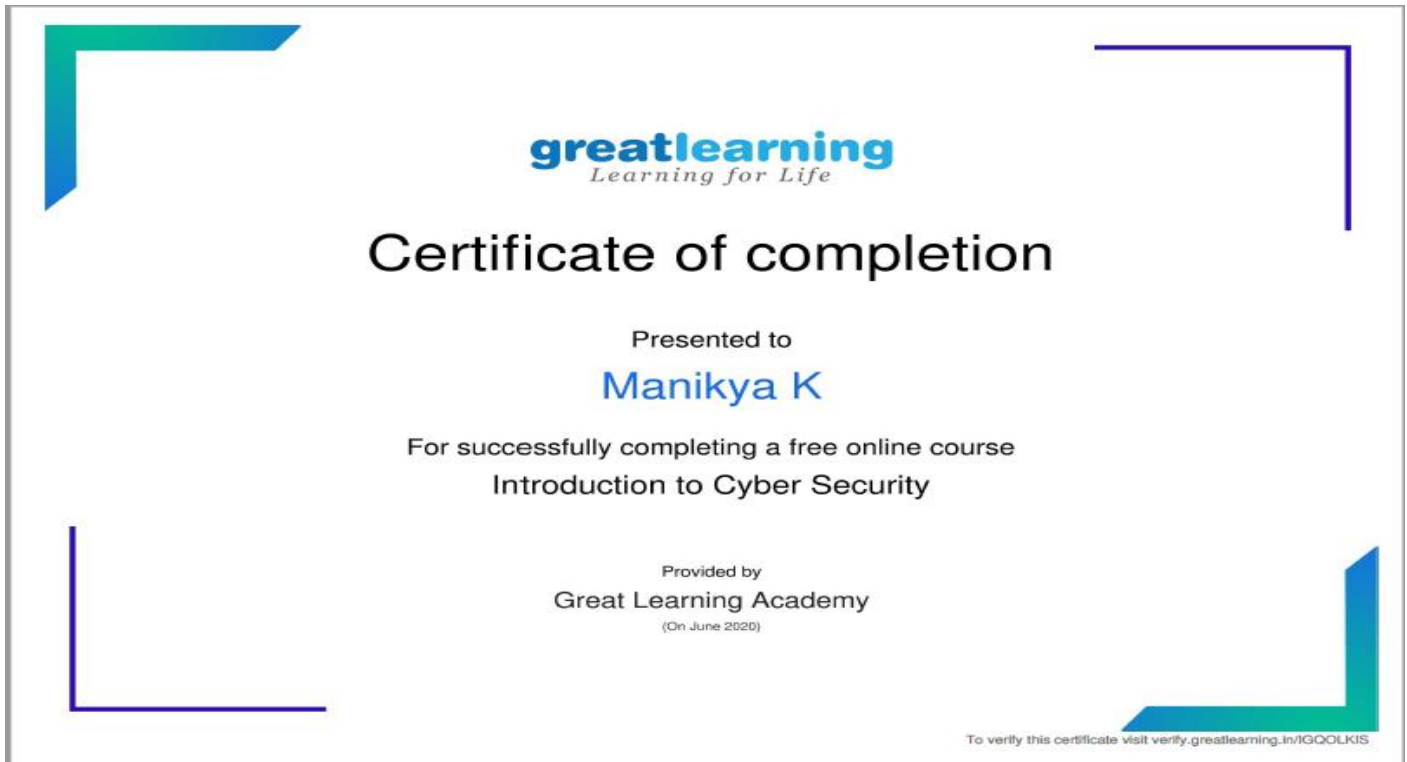 greatlearning
Learning for Life
Certificate of completion
Presented to
Manikya K
For successfully completing a free online course
Introduction to Cyber Security
Provided by
Great Learning Academy
(On June 2020)
To verify this certificate visit verify.greatlearning.in/IGQOLKIS